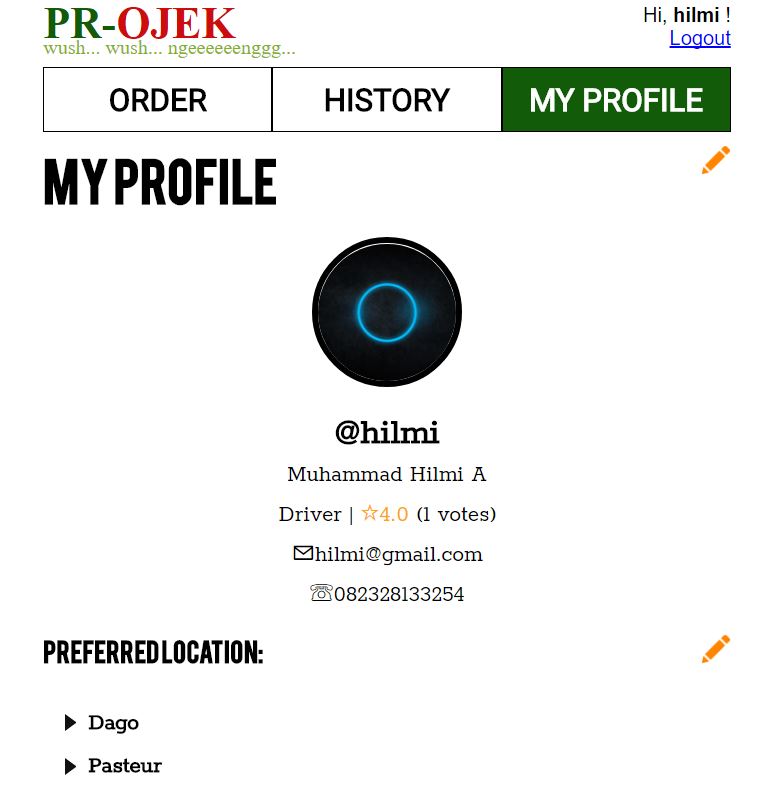 PR-OJEK
wush... wush... ngeeeeeenggg...
Hi, hilmi !
Logout
ORDER HISTORY MY PROFILE
MY PROFILE
@hilmi
Muhammad Hilmi A
Driver | ☆4.0 (1 votes)
✉hilmi@gmail.com
☏082328133254
PREFERRED LOCATION:
Dago
Pasteur